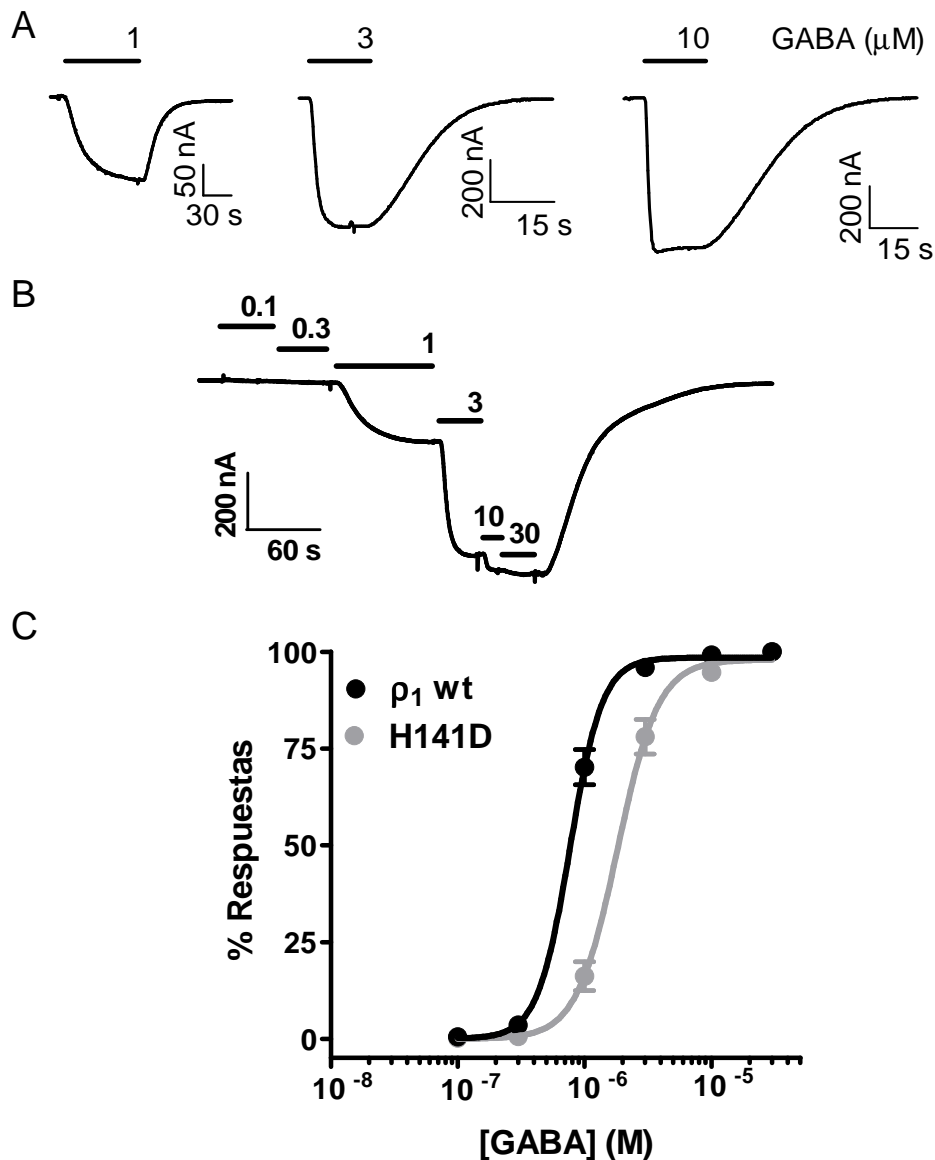 A
1
3
10
GABA (μM)
50 nA
30 s
200 nA
15 s
200 nA
15 s
B
0.1
0.3
1
3
10
30
200 nA
60 s
C
% Respuestas
100
75
50
25
0
ρ₁ wt
H141D
10⁻⁸
10⁻⁷
10⁻⁶
10⁻⁵
[GABA] (M)